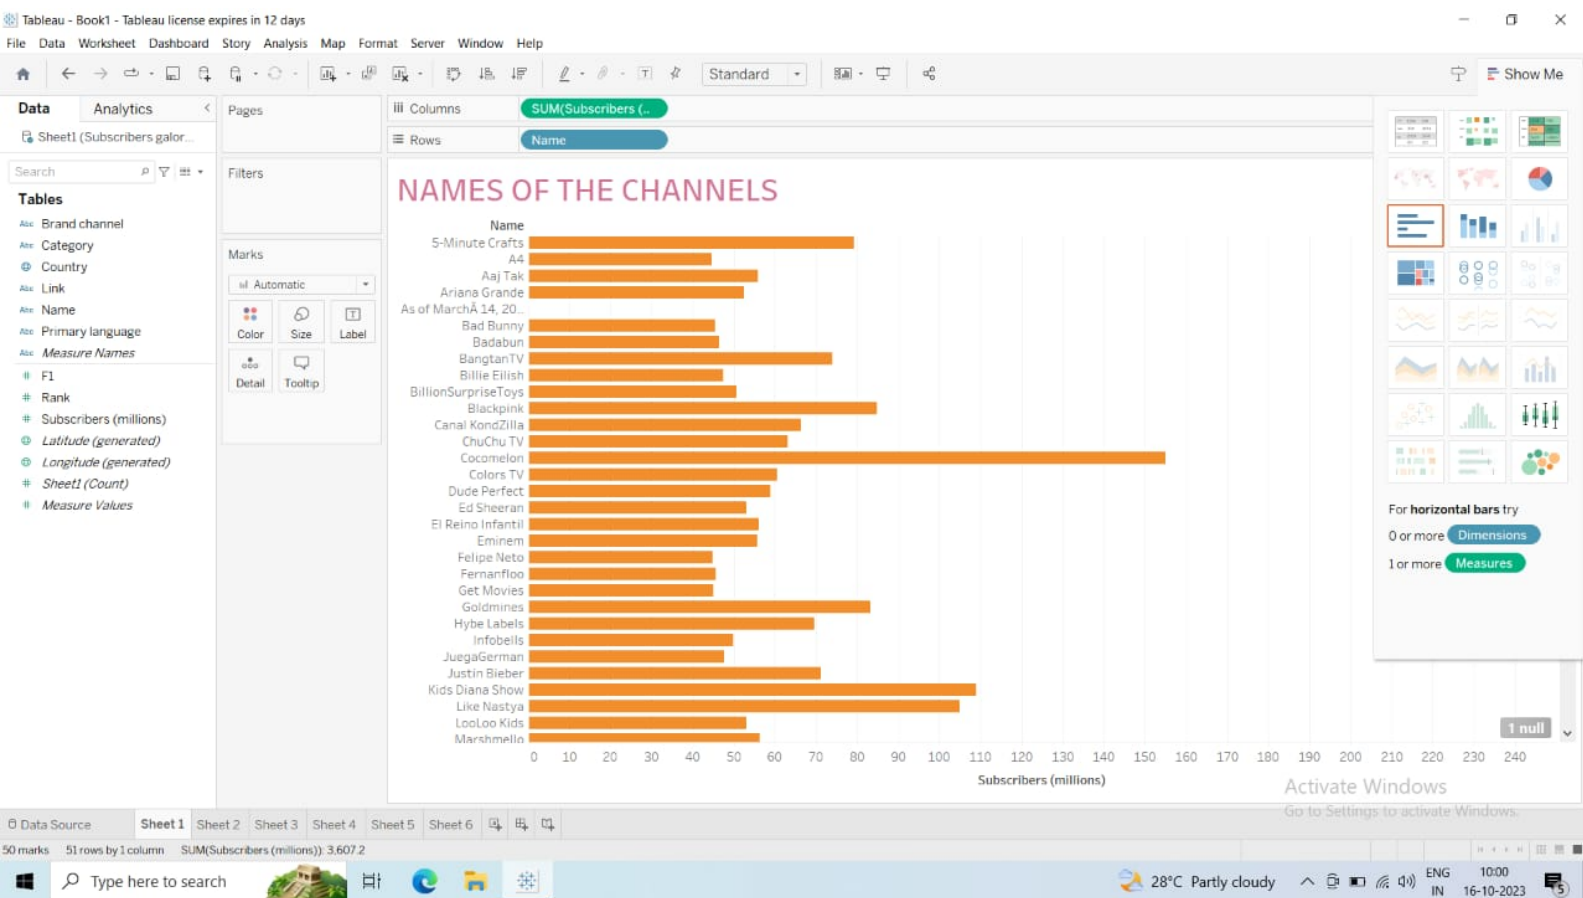 Tableau - Book1 - Tableau license expires in 12 days
File Data Worksheet Dashboard Story Analysis Map Format Server Window Help
Standard
Show Me
Data Analytics
Sheet1 (Subscribers galor...
Search
Tables
Abc Brand channel
Abc Category
Country
Abc Link
Abc Name
Abc Primary language
Abc Measure Names
# F1
# Rank
# Subscribers (millions)
Latitude (generated)
Longitude (generated)
# Sheet1 (Count)
# Measure Values
Pages
Filters
Marks
Automatic
Color Size Label
Detail Tooltip
Columns SUM(Subscribers (..
Rows Name
NAMES OF THE CHANNELS
Name
5-Minute Crafts
A4
Aaj Tak
Ariana Grande
As of MarchÂ 14, 20...
Bad Bunny
Badabun
BangtanTV
Billie Eilish
BillionSurpriseToys
Blackpink
Canal KondZilla
ChuChu TV
Cocomelon
Colors TV
Dude Perfect
Ed Sheeran
El Reino Infantil
Eminem
Felipe Neto
Fernanfloo
Get Movies
Goldmines
Hybe Labels
Infobells
JuegaGerman
Justin Bieber
Kids Diana Show
Like Nastya
LooLoo Kids
Marshmello
0 10 20 30 40 50 60 70 80 90 100 110 120 130 140 150 160 170 180 190 200 210 220 230 240
Subscribers (millions)
1 null
For horizontal bars try
0 or more Dimensions
1 or more Measures
Activate Windows
Go to Settings to activate Windows.
Data Source Sheet 1 Sheet 2 Sheet 3 Sheet 4 Sheet 5 Sheet 6
50 marks 51 rows by 1 column SUM(Subscribers (millions)): 3,607.2
Type here to search
28°C Partly cloudy
ENG
IN
10:00
16-10-2023
5